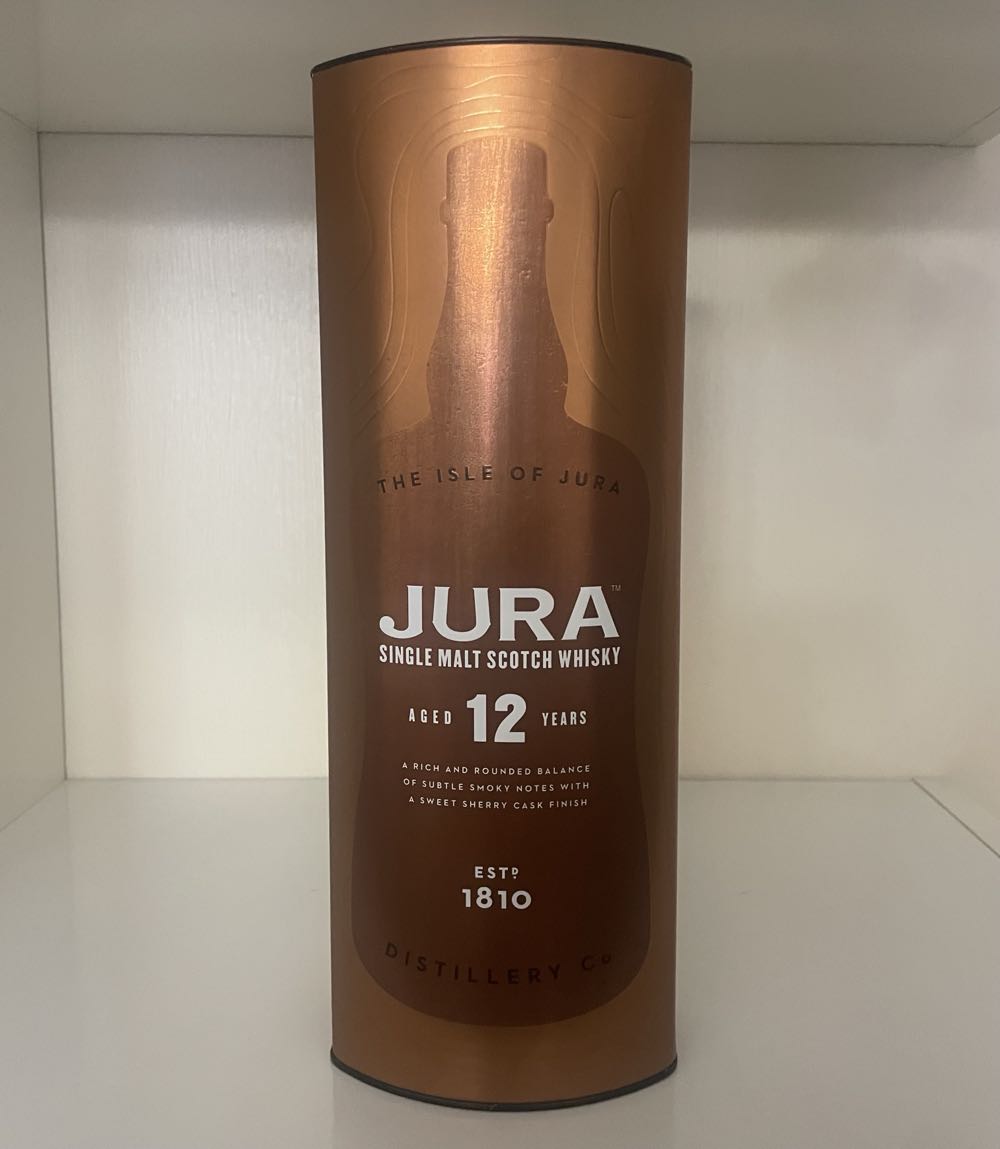 THE ISLE OF JURA
JURA™
SINGLE MALT SCOTCH WHISKY
AGED 12 YEARS
A RICH AND ROUNDED BALANCE
OF SUBTLE SMOKY NOTES WITH
A SWEET SHERRY CASK FINISH
ESTD
1810
DISTILLERY Co